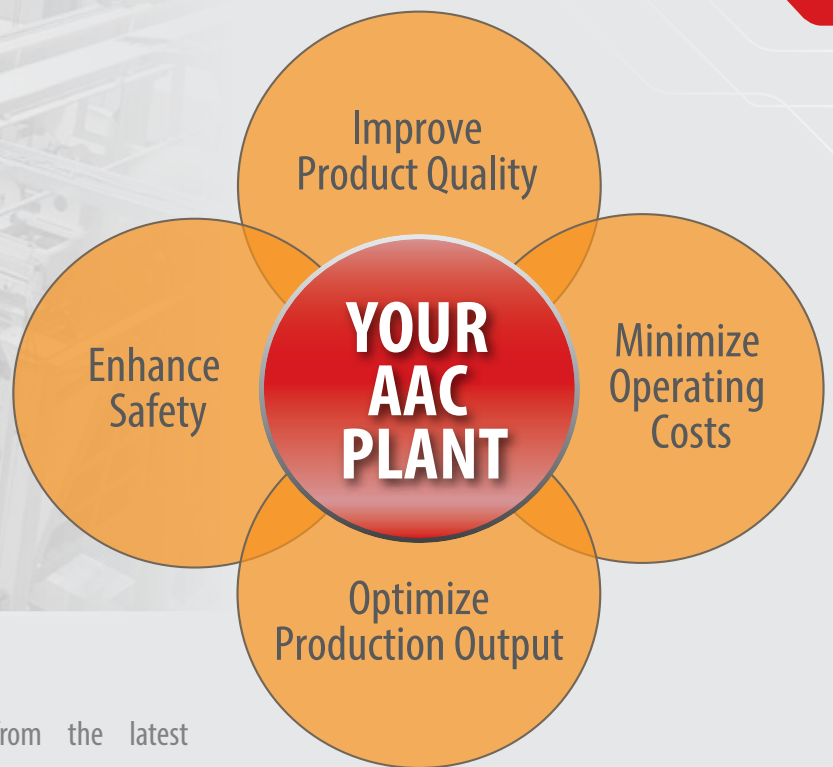 Improve
Product Quality
Enhance
Safety
YOUR
AAC
PLANT
Minimize
Operating
Costs
Optimize
Production Output
the latest